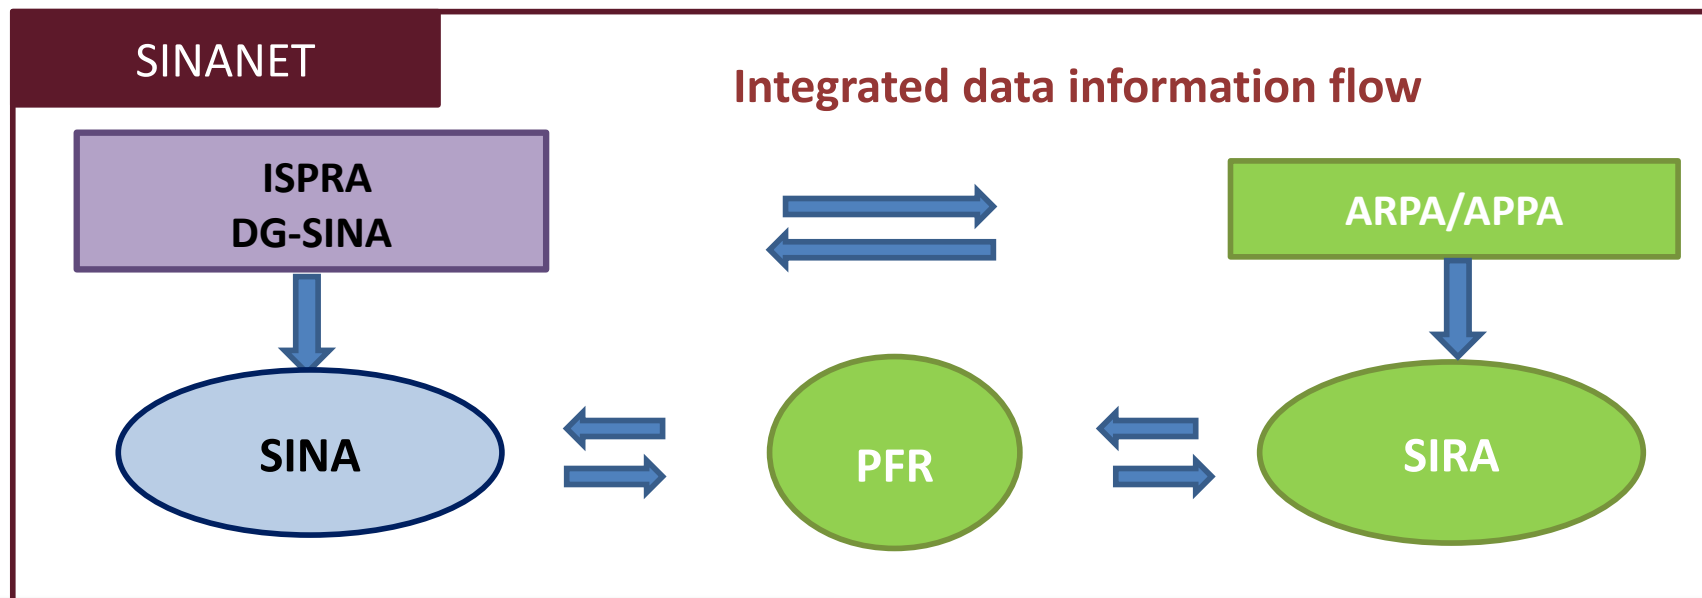 SINANET
Integrated data information flow
ISPRA
DG-SINA
ARPA/APPA
SINA
PFR
SIRA